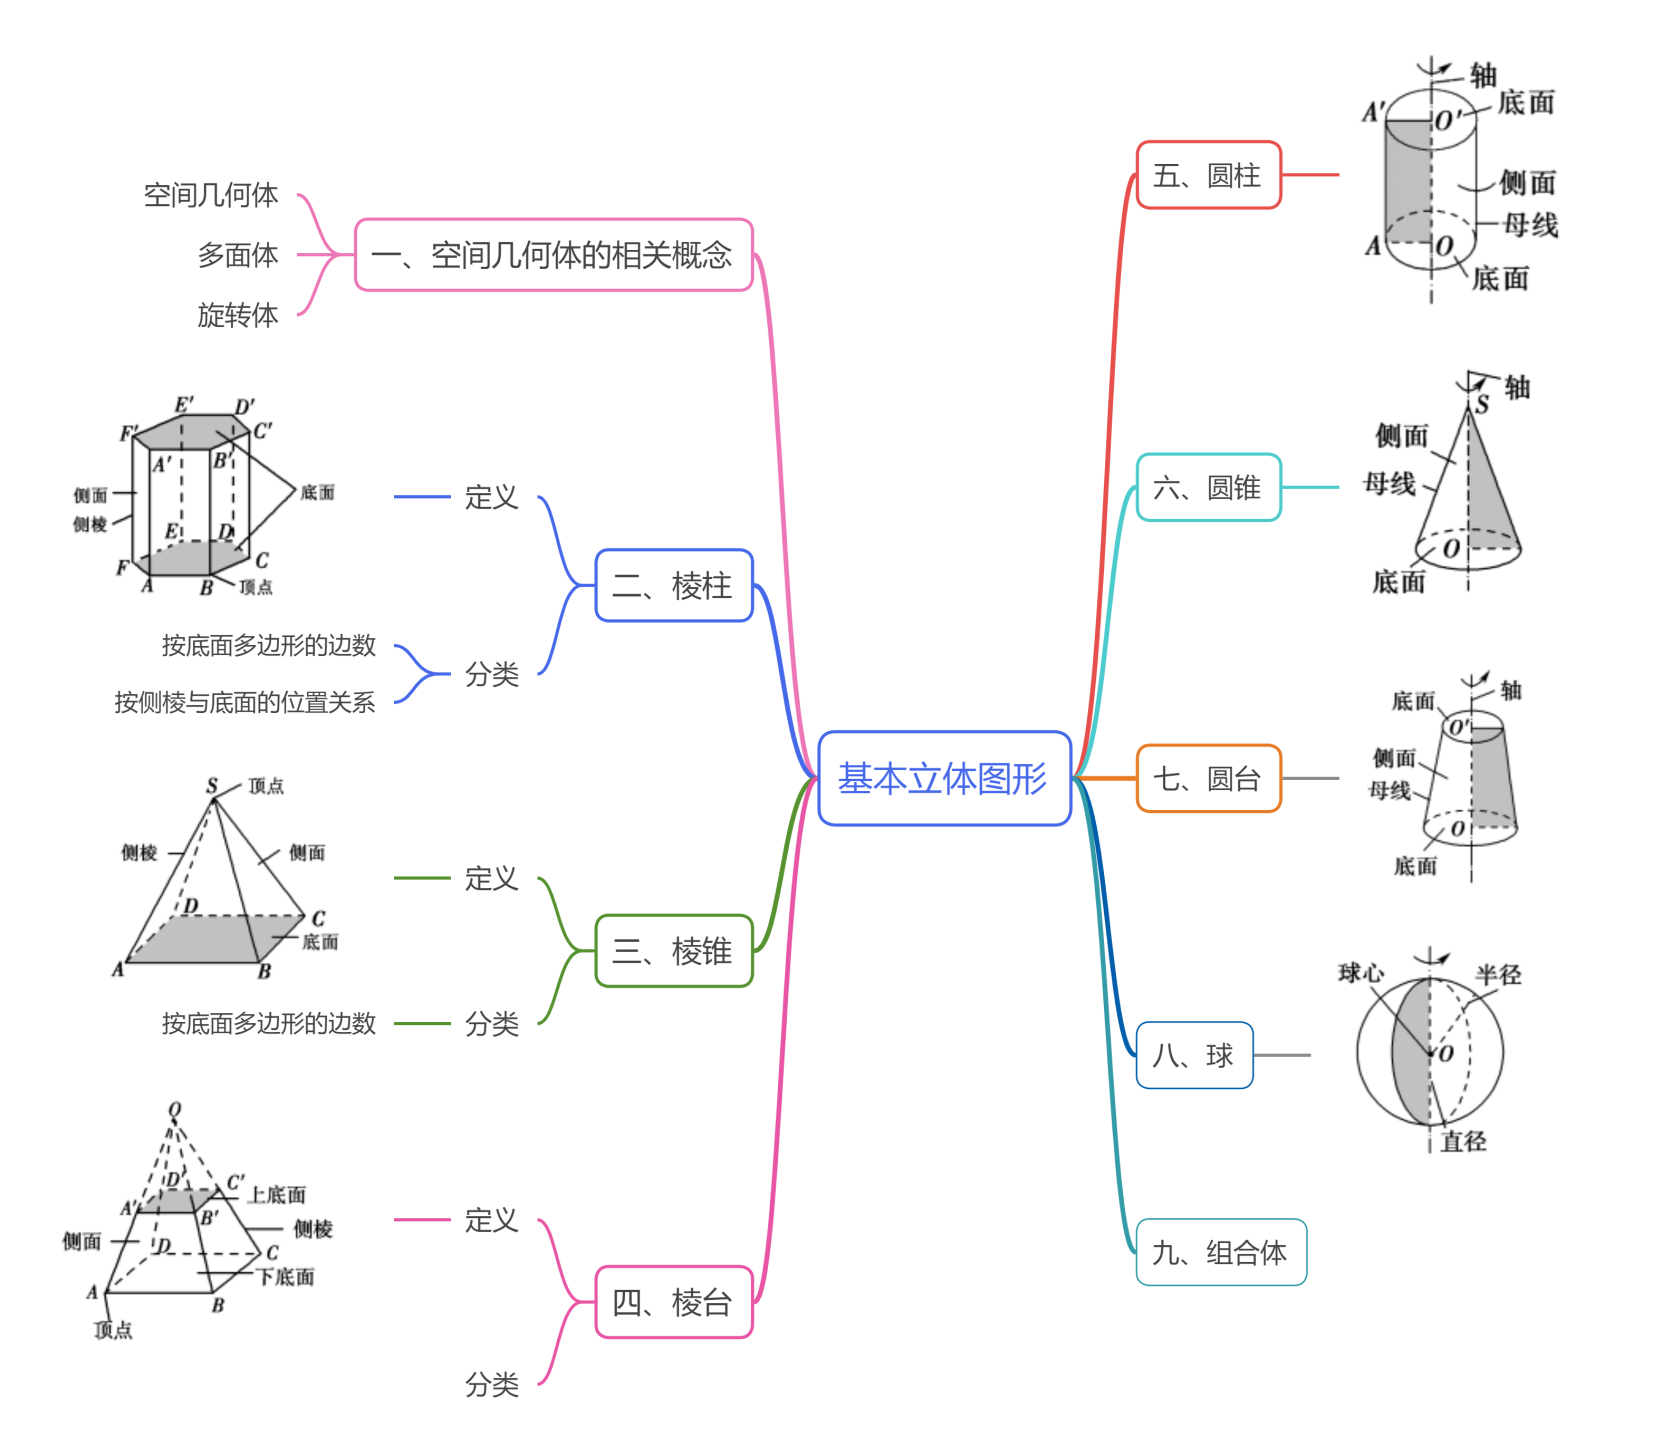 基本立体图形
一、空间几何体的相关概念
空间几何体
多面体
旋转体
二、棱柱
定义
E' D'
F' C'
A' B'
侧面
底面
侧棱
E D
F C
A B 顶点
分类
按底面多边形的边数
按侧棱与底面的位置关系
三、棱锥
定义
S 顶点
侧棱 侧面
D C
底面
A B
分类
按底面多边形的边数
四、棱台
定义
Q
D' C'
上底面
A' B'
侧棱
侧面
D C
下底面
A B
顶点
分类
五、圆柱
轴
底面
A' O'
侧面
母线
A O
底面
六、圆锥
轴
S
侧面
母线
O
底面
七、圆台
轴
底面
O'
侧面
母线
O
底面
八、球
球心 半径
O
直径
九、组合体